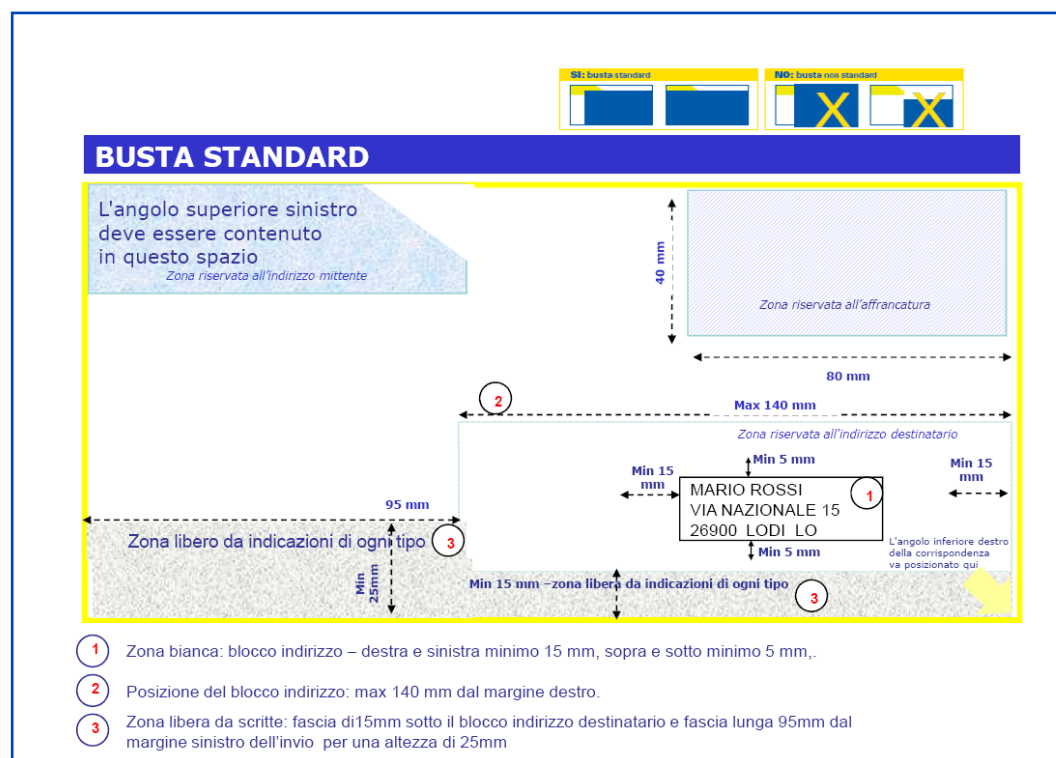 SI: busta standard
NO: busta non standard
BUSTA STANDARD
L'angolo superiore sinistro
deve essere contenuto
in questo spazio
Zona riservata all'indirizzo mittente
40 mm
Zona riservata all'affrancatura
80 mm
2
Max 140 mm
Zona riservata all'indirizzo destinatario
Min 5 mm
Min 15
mm
Min 15
mm
MARIO ROSSI
VIA NAZIONALE 15
26900 LODI LO
1
95 mm
Zona libero da indicazioni di ogni tipo
3
Min 5 mm
L'angolo inferiore destro
della corrispondenza
va posizionato qui
Min
25mm
Min 15 mm –zona libera da indicazioni di ogni tipo
3
1 Zona bianca: blocco indirizzo – destra e sinistra minimo 15 mm, sopra e sotto minimo 5 mm,.
2 Posizione del blocco indirizzo: max 140 mm dal margine destro.
3 Zona libera da scritte: fascia di15mm sotto il blocco indirizzo destinatario e fascia lunga 95mm dal
margine sinistro dell'invio per una altezza di 25mm